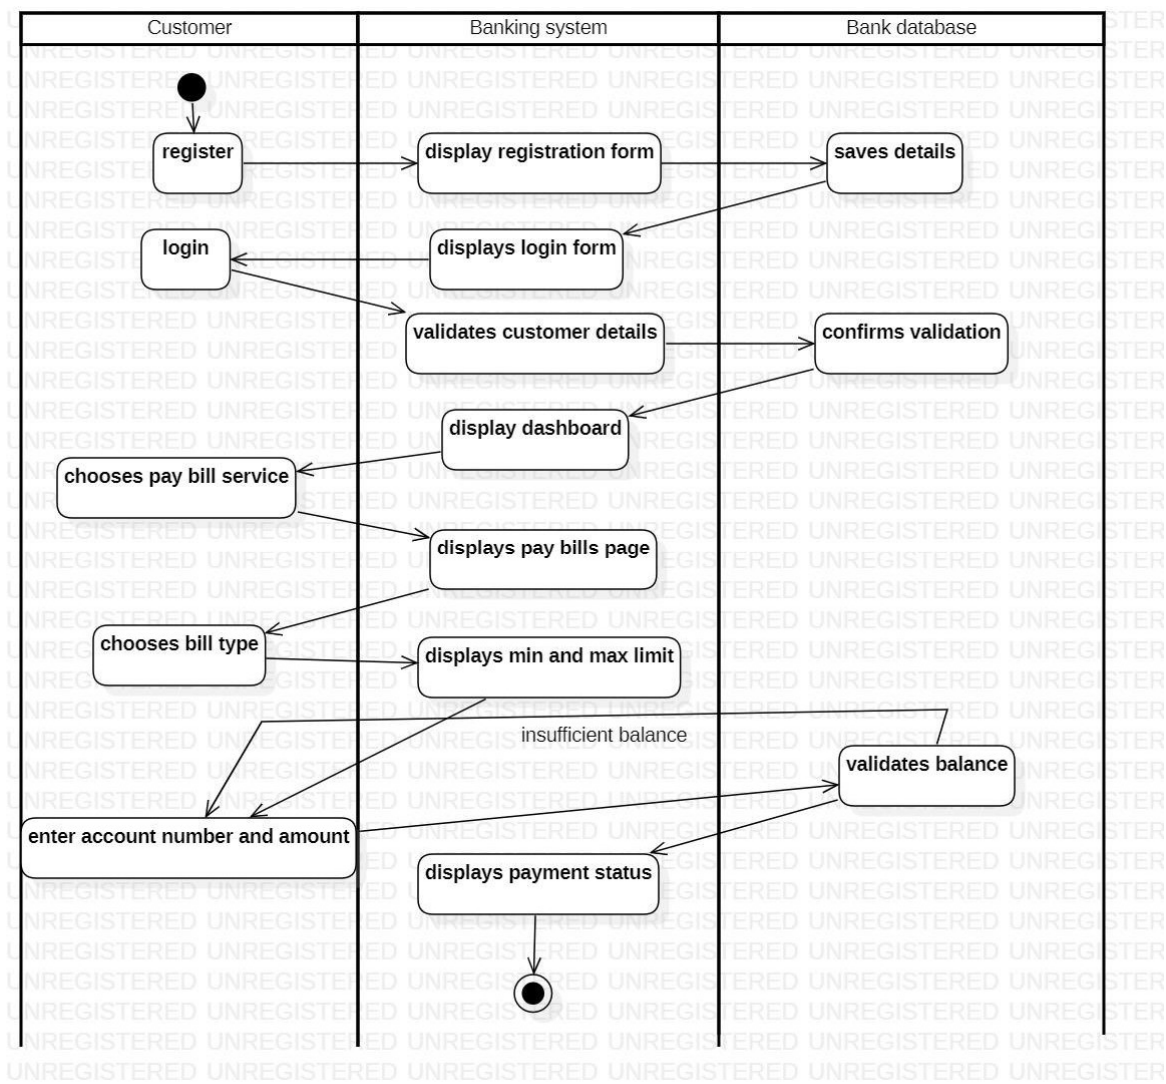 Customer
Banking system
Bank database
register
display registration form
saves details
login
displays login form
validates customer details
confirms validation
display dashboard
chooses pay bill service
displays pay bills page
chooses bill type
displays min and max limit
insufficient balance
validates balance
enter account number and amount
displays payment status
UNREGISTERED